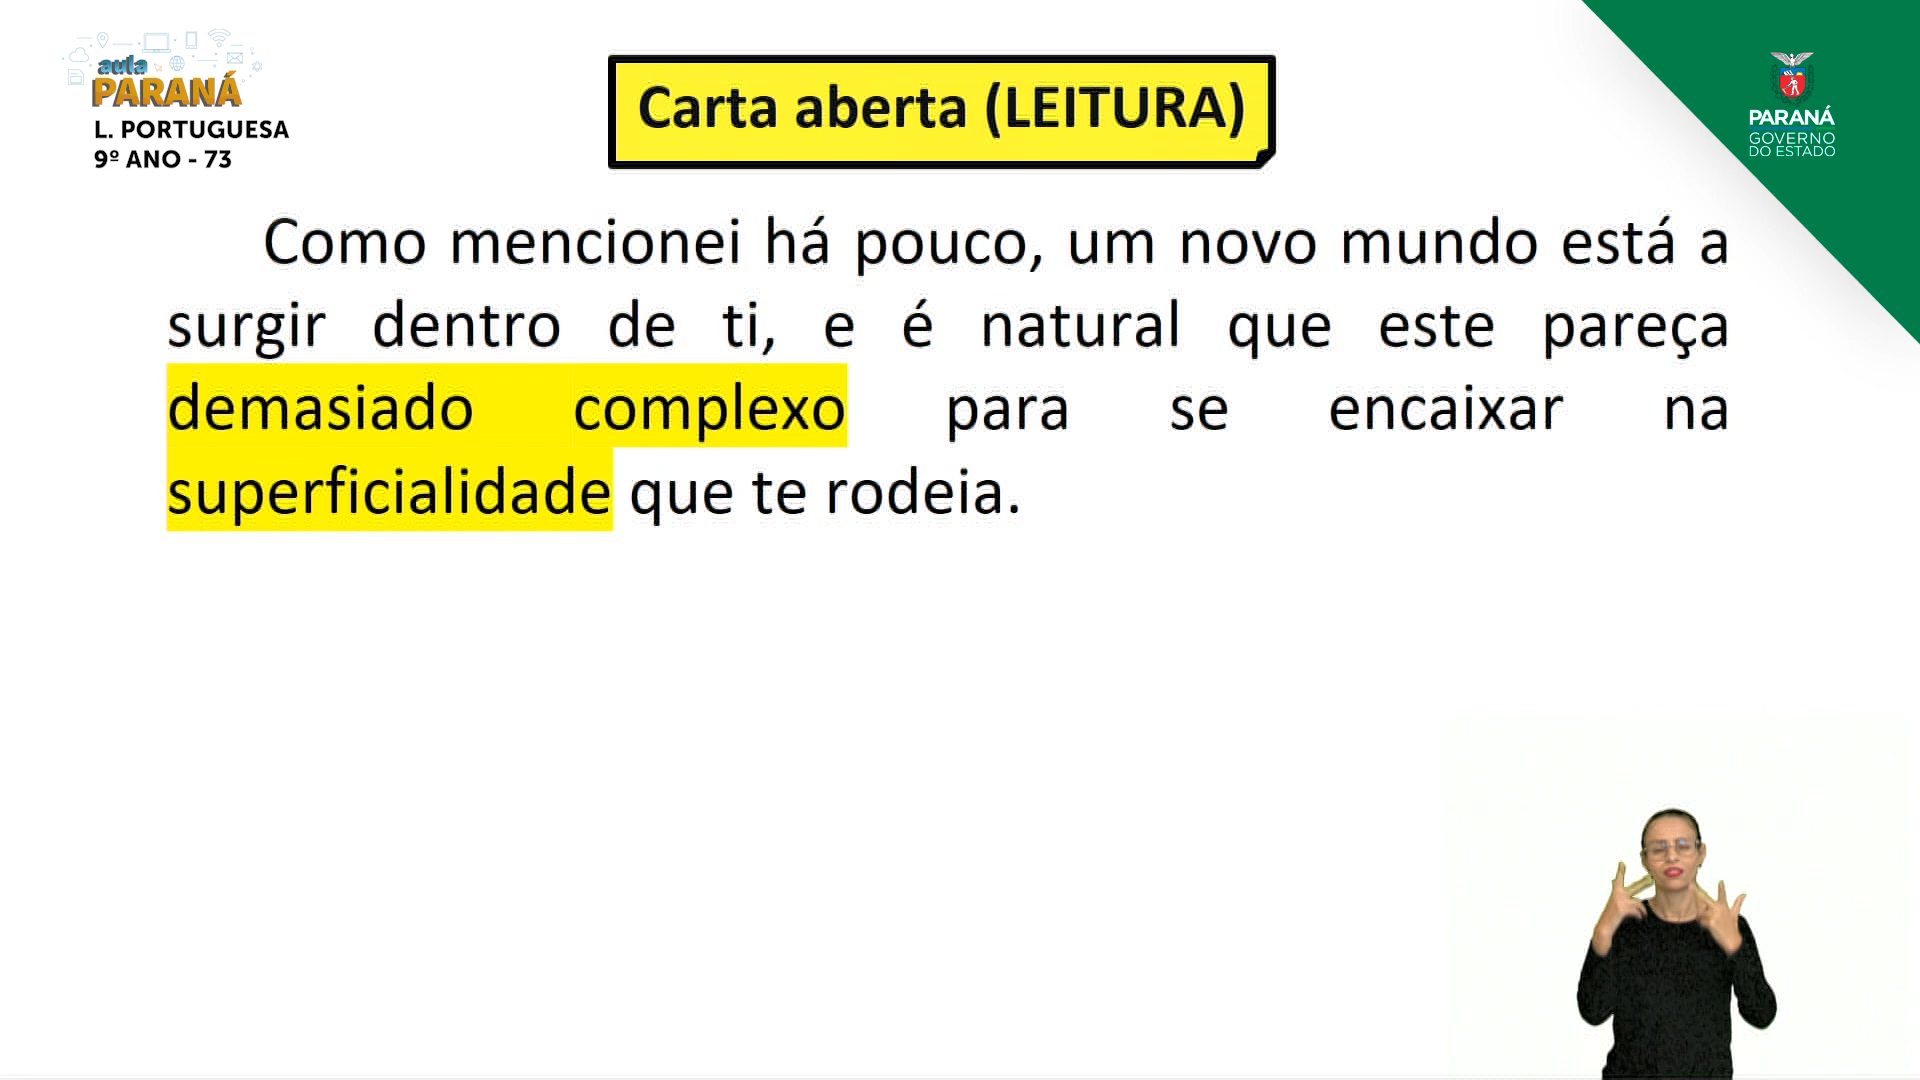 aula
PARANÁ
L. PORTUGUESA
9º ANO - 73
Carta aberta (LEITURA)
PARANÁ
GOVERNO
DO ESTADO
Como mencionei há pouco, um novo mundo está a
surgir dentro de ti, e é natural que este pareça
demasiado complexo para se encaixar na
superficialidade que te rodeia.